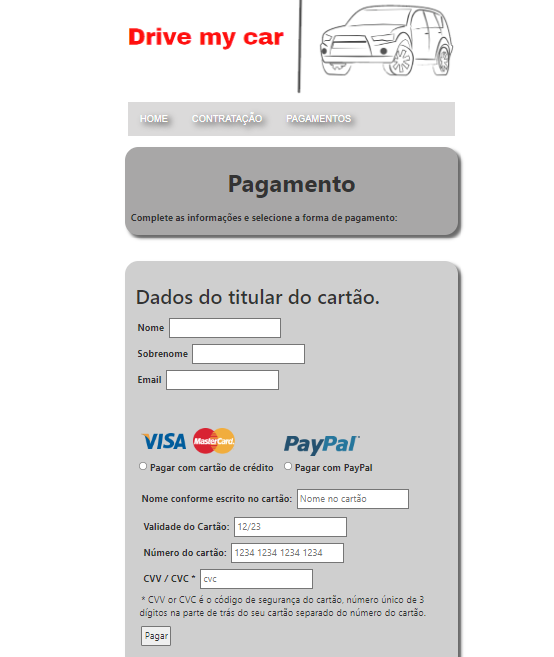 Drive my car
HOME CONTRATAÇÃO PAGAMENTOS
Pagamento
Complete as informações e selecione a forma de pagamento:
Dados do titular do cartão.
Nome
Sobrenome
Email
VISA MasterCard PayPal
Pagar com cartão de crédito Pagar com PayPal
Nome conforme escrito no cartão: Nome no cartão
Validade do Cartão: 12/23
Número do cartão: 1234 1234 1234 1234
CVV / CVC * cvc
* CVV or CVC é o código de segurança do cartão, número único de 3
dígitos na parte de trás do seu cartão separado do número do cartão.
Pagar